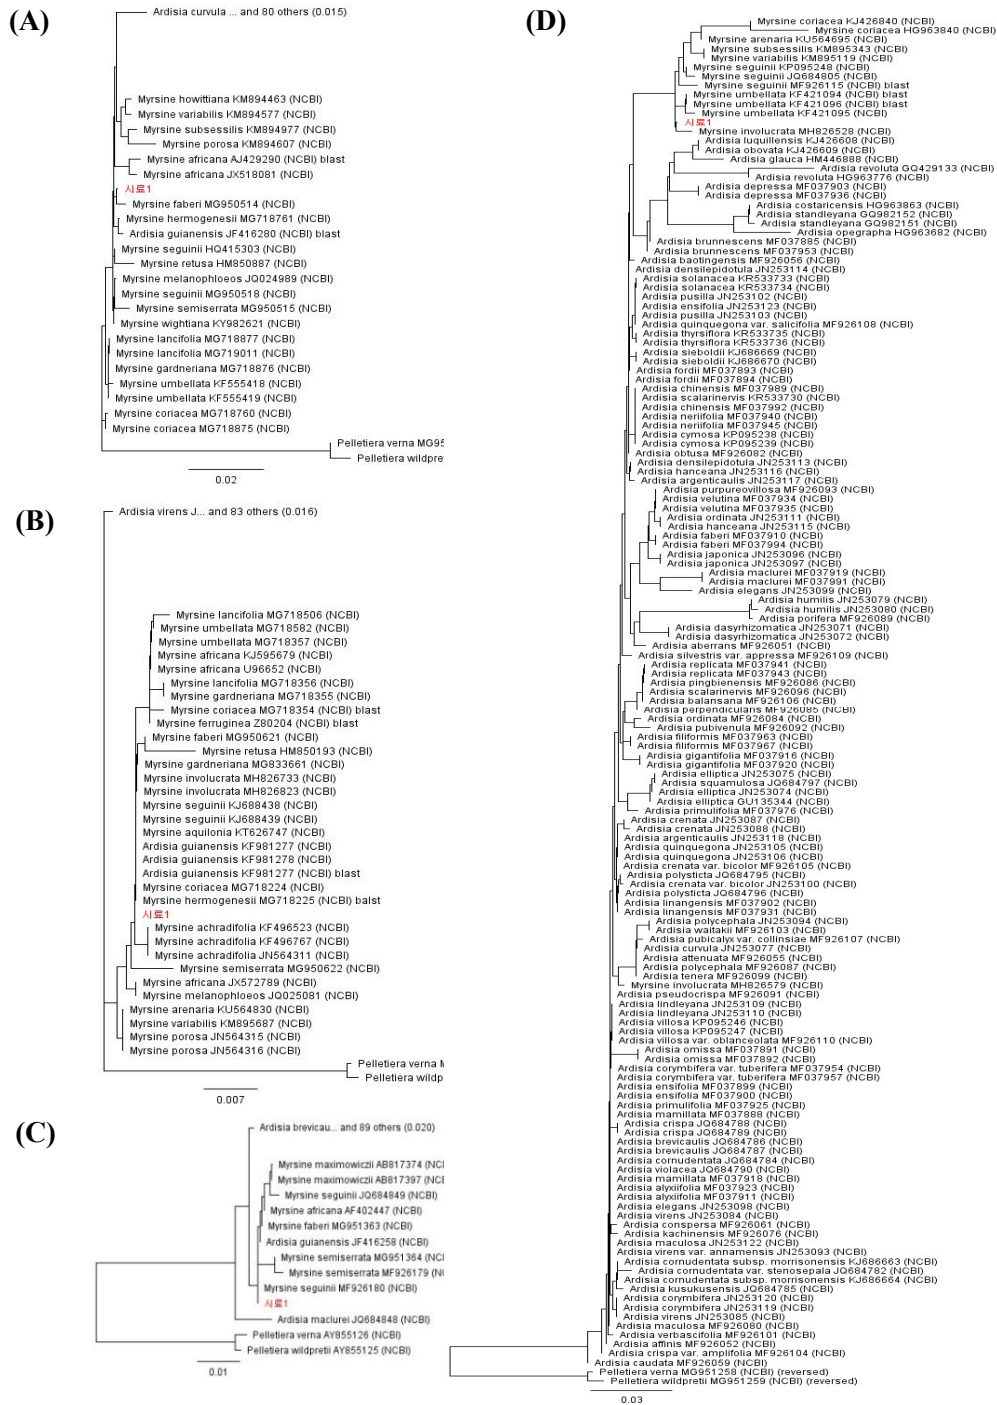 (A)
Ardisia curvula ... and 80 others (0.015)
Myrsine howittiana KM894463 (NCBI)
Myrsine variabilis KM894577 (NCBI)
Myrsine subsessilis KM894977 (NCBI)
Myrsine porosa KM894607 (NCBI)
Myrsine africana AJ429290 (NCBI) blast
Myrsine africana JX518081 (NCBI)
시료1
Myrsine faberi MG950514 (NCBI)
Myrsine hermogenesii MG718761 (NCBI)
Ardisia guianensis JF416280 (NCBI) blast
Myrsine seguinii HQ415303 (NCBI)
Myrsine retusa HM850887 (NCBI)
Myrsine melanophloeos JQ024989 (NCBI)
Myrsine seguinii MG950518 (NCBI)
Myrsine semiserrata MG950515 (NCBI)
Myrsine wightiana KY982621 (NCBI)
Myrsine lancifolia MG718877 (NCBI)
Myrsine lancifolia MG719011 (NCBI)
Myrsine gardneriana MG718876 (NCBI)
Myrsine umbellata KF555418 (NCBI)
Myrsine umbellata KF555419 (NCBI)
Myrsine coriacea MG718760 (NCBI)
Myrsine coriacea MG718875 (NCBI)
Pelletiera verna MG95
Pelletiera wildpret
0.02
(B)
Ardisia virens J... and 83 others (0.016)
Myrsine lancifolia MG718506 (NCBI)
Myrsine umbellata MG718582 (NCBI)
Myrsine umbellata MG718357 (NCBI)
Myrsine africana KJ595679 (NCBI)
Myrsine africana U96652 (NCBI)
Myrsine lancifolia MG718356 (NCBI)
Myrsine gardneriana MG718355 (NCBI)
Myrsine coriacea MG718354 (NCBI) blast
Myrsine ferruginea Z80204 (NCBI) blast
Myrsine faberi MG950621 (NCBI)
Myrsine retusa HM850193 (NCBI)
Myrsine gardneriana MG833661 (NCBI)
Myrsine involucrata MH826733 (NCBI)
Myrsine involucrata MH826823 (NCBI)
Myrsine seguinii KJ688438 (NCBI)
Myrsine seguinii KJ688439 (NCBI)
Myrsine aquilonia KT626747 (NCBI)
Ardisia guianensis KF981277 (NCBI)
Ardisia guianensis KF981278 (NCBI)
Ardisia guianensis KF981277 (NCBI) blast
Myrsine coriacea MG718224 (NCBI)
Myrsine hermogenesii MG718225 (NCBI) balst
시료1
Myrsine achradifolia KF496523 (NCBI)
Myrsine achradifolia KF496767 (NCBI)
Myrsine achradifolia JN564311 (NCBI)
Myrsine semiserrata MG950622 (NCBI)
Myrsine africana JX572789 (NCBI)
Myrsine melanophloeos JQ025081 (NCBI)
Myrsine arenaria KU564830 (NCBI)
Myrsine variabilis KM895687 (NCBI)
Myrsine porosa JN564315 (NCBI)
Myrsine porosa JN564316 (NCBI)
Pelletiera verna M
Pelletiera wildp
0.007
(C)
Ardisia brevicau... and 89 others (0.020)
Myrsine maximowiczii AB817374 (NCI
Myrsine maximowiczii AB817397 (NCI
Myrsine seguinii JQ684849 (NCBI)
Myrsine africana AF402447 (NCBI)
Myrsine faberi MG951363 (NCBI)
Ardisia guianensis JF416258 (NCBI)
Myrsine semiserrata MG951364 (NCI
Myrsine semiserrata MF926179 (NC
Myrsine seguinii MF926180 (NCBI)
시료1
Ardisia maclurei JQ684848 (NCBI)
Pelletiera verna AY855126 (NCBI)
Pelletiera wildpretii AY855125 (NCBI)
0.01
(D)
Myrsine coriacea KJ426840 (NCBI)
Myrsine coriacea HG963840 (NCBI)
Myrsine arenaria KU564695 (NCBI)
Myrsine subsessilis KM895343 (NCBI)
Myrsine variabilis KM895119 (NCBI)
Myrsine seguinii KP095248 (NCBI)
Myrsine seguinii JQ684805 (NCBI)
Myrsine seguinii MF926115 (NCBI) blast
Myrsine umbellata KF421094 (NCBI) blast
Myrsine umbellata KF421096 (NCBI) blast
Myrsine umbellata KF421095 (NCBI)
시료1
Myrsine involucrata MH826528 (NCBI)
Ardisia luquillensis KJ426608 (NCBI)
Ardisia obovata KJ426609 (NCBI)
Ardisia glauca HM446888 (NCBI)
Ardisia revoluta GQ429133 (NCBI)
Ardisia revoluta HG963776 (NCBI)
Ardisia depressa MF037903 (NCBI)
Ardisia depressa MF037936 (NCBI)
Ardisia costaricensis HG963863 (NCBI)
Ardisia standleyana GQ982152 (NCBI)
Ardisia standleyana GQ982151 (NCBI)
Ardisia opegrapha HG963682 (NCBI)
Ardisia brunnescens MF037885 (NCBI)
Ardisia brunnescens MF037953 (NCBI)
Ardisia baotingensis MF926056 (NCBI)
Ardisia densilepidotula JN253114 (NCBI)
Ardisia solanacea KR533733 (NCBI)
Ardisia solanacea KR533734 (NCBI)
Ardisia pusilla JN253102 (NCBI)
Ardisia ensifolia JN253123 (NCBI)
Ardisia pusilla JN253103 (NCBI)
Ardisia quinquegona var. salicifolia MF926108 (NCBI)
Ardisia thyrsiflora KR533735 (NCBI)
Ardisia thyrsiflora KR533736 (NCBI)
Ardisia sieboldii KJ686669 (NCBI)
Ardisia sieboldii KJ686670 (NCBI)
Ardisia fordii MF037893 (NCBI)
Ardisia fordii MF037894 (NCBI)
Ardisia chinensis MF037989 (NCBI)
Ardisia scalarinervis KR533730 (NCBI)
Ardisia chinensis MF037992 (NCBI)
Ardisia neriifolia MF037940 (NCBI)
Ardisia neriifolia MF037945 (NCBI)
Ardisia cymosa KP095238 (NCBI)
Ardisia cymosa KP095239 (NCBI)
Ardisia obtusa MF926082 (NCBI)
Ardisia densilepidotula JN253113 (NCBI)
Ardisia hanceana JN253116 (NCBI)
Ardisia argenticaulis JN253117 (NCBI)
Ardisia purpureovillosa MF926093 (NCBI)
Ardisia velutina MF037934 (NCBI)
Ardisia velutina MF037935 (NCBI)
Ardisia ordinata JN253111 (NCBI)
Ardisia hanceana JN253115 (NCBI)
Ardisia faberi MF037910 (NCBI)
Ardisia faberi MF037994 (NCBI)
Ardisia japonica JN253096 (NCBI)
Ardisia japonica JN253097 (NCBI)
Ardisia maclurei MF037919 (NCBI)
Ardisia maclurei MF037991 (NCBI)
Ardisia elegans JN253099 (NCBI)
Ardisia humilis JN253079 (NCBI)
Ardisia humilis JN253080 (NCBI)
Ardisia porifera MF926089 (NCBI)
Ardisia dasyrhizomatica JN253071 (NCBI)
Ardisia dasyrhizomatica JN253072 (NCBI)
Ardisia aberrans MF926051 (NCBI)
Ardisia silvestris var. appressa MF926109 (NCBI)
Ardisia replicata MF037941 (NCBI)
Ardisia replicata MF037943 (NCBI)
Ardisia pingbienensis MF926086 (NCBI)
Ardisia scalarinervis MF926096 (NCBI)
Ardisia balansana MF926106 (NCBI)
Ardisia perpendicularis MF926085 (NCBI)
Ardisia ordinata MF926084 (NCBI)
Ardisia pubivenula MF926092 (NCBI)
Ardisia filiformis MF037963 (NCBI)
Ardisia filiformis MF037967 (NCBI)
Ardisia gigantifolia MF037916 (NCBI)
Ardisia gigantifolia MF037920 (NCBI)
Ardisia elliptica JN253075 (NCBI)
Ardisia squamulosa JQ684797 (NCBI)
Ardisia elliptica JN253074 (NCBI)
Ardisia elliptica GU135344 (NCBI)
Ardisia primulifolia MF037976 (NCBI)
Ardisia crenata JN253087 (NCBI)
Ardisia crenata JN253088 (NCBI)
Ardisia argenticaulis JN253118 (NCBI)
Ardisia quinquegona JN253105 (NCBI)
Ardisia quinquegona JN253106 (NCBI)
Ardisia crenata var. bicolor MF926105 (NCBI)
Ardisia polysticta JQ684795 (NCBI)
Ardisia crenata var. bicolor JN253100 (NCBI)
Ardisia polysticta JQ684796 (NCBI)
Ardisia linangensis MF037902 (NCBI)
Ardisia linangensis MF037931 (NCBI)
Ardisia polycephala JN253094 (NCBI)
Ardisia waitakii MF926103 (NCBI)
Ardisia pubicalyx var. collinsiae MF926107 (NCBI)
Ardisia curvula JN253077 (NCBI)
Ardisia attenuata MF926055 (NCBI)
Ardisia polycephala MF926087 (NCBI)
Ardisia tenera MF926099 (NCBI)
Myrsine involucrata MH826579 (NCBI)
Ardisia pseudocrispa MF926091 (NCBI)
Ardisia lindleyana JN253109 (NCBI)
Ardisia lindleyana JN253110 (NCBI)
Ardisia villosa KP095246 (NCBI)
Ardisia villosa KP095247 (NCBI)
Ardisia villosa var. oblanceolata MF926110 (NCBI)
Ardisia omissa MF037891 (NCBI)
Ardisia omissa MF037892 (NCBI)
Ardisia corymbifera var. tuberifera MF037954 (NCBI)
Ardisia corymbifera var. tuberifera MF037957 (NCBI)
Ardisia ensifolia MF037899 (NCBI)
Ardisia ensifolia MF037900 (NCBI)
Ardisia primulifolia MF037925 (NCBI)
Ardisia mamillata MF037888 (NCBI)
Ardisia crispa JQ684788 (NCBI)
Ardisia crispa JQ684789 (NCBI)
Ardisia brevicaulis JQ684786 (NCBI)
Ardisia brevicaulis JQ684787 (NCBI)
Ardisia cornudentata JQ684784 (NCBI)
Ardisia violacea JQ684790 (NCBI)
Ardisia mamillata MF037918 (NCBI)
Ardisia alyxiifolia MF037923 (NCBI)
Ardisia alyxiifolia MF037911 (NCBI)
Ardisia elegans JN253098 (NCBI)
Ardisia virens JN253084 (NCBI)
Ardisia conspersa MF926061 (NCBI)
Ardisia kachinensis MF926076 (NCBI)
Ardisia maculosa JN253122 (NCBI)
Ardisia virens var. annamensis JN253093 (NCBI)
Ardisia cornudentata subsp. morrisonensis KJ686663 (NCBI)
Ardisia cornudentata var. stenosepala JQ684782 (NCBI)
Ardisia cornudentata subsp. morrisonensis KJ686664 (NCBI)
Ardisia kusukusensis JQ684785 (NCBI)
Ardisia corymbifera JN253120 (NCBI)
Ardisia corymbifera JN253119 (NCBI)
Ardisia virens JN253085 (NCBI)
Ardisia maculosa MF926080 (NCBI)
Ardisia verbascifolia MF926101 (NCBI)
Ardisia affinis MF926052 (NCBI)
Ardisia crispa var. amplifolia MF926104 (NCBI)
Ardisia caudata MF926059 (NCBI)
Pelletiera verna MG951258 (NCBI) (reversed)
Pelletiera wildpretii MG951259 (NCBI) (reversed)
0.03